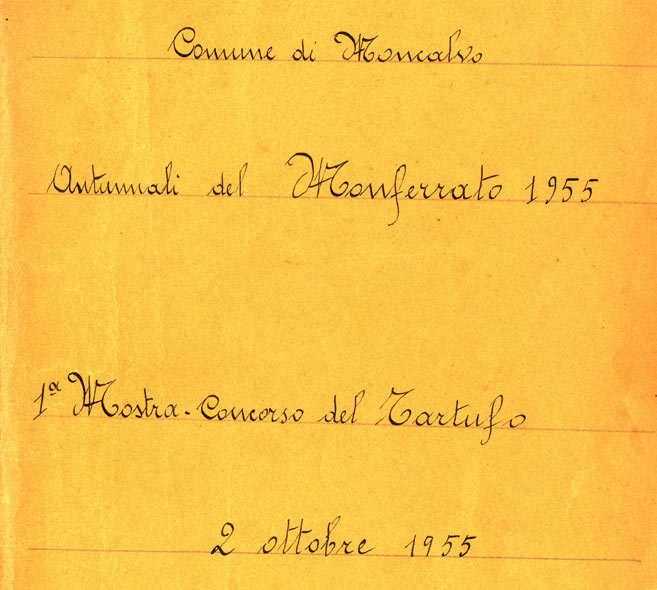 Comune di Moncalvo
Autunnali del Monferrato 1955
1ª Mostra-Concorso del Tartufo
2 ottobre 1955